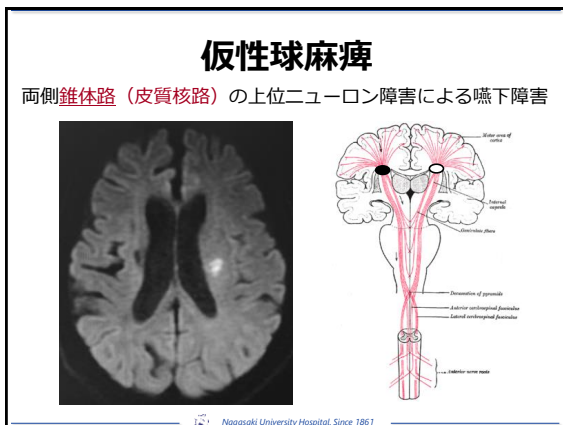 仮性球麻痺
両側錐体路（皮質核路）の上位ニューロン障害による嚥下障害
Motor area of
cortex
Internal
capsule
Geniculate fibers
Decussation of pyramids
Anterior cerebrospinal fasciculus
Lateral cerebrospinal fasciculus
Anterior nerve roots
Nagasaki University Hospital, Since 1861